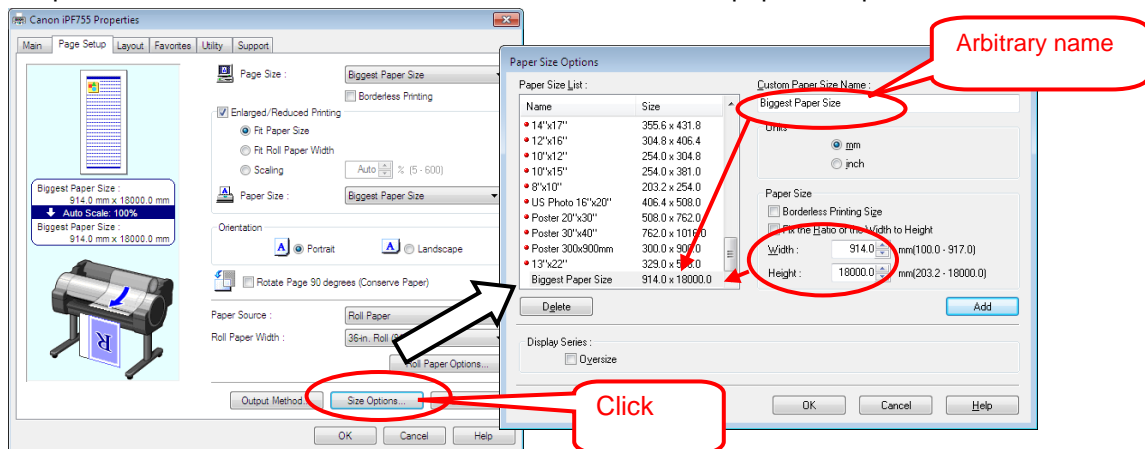 Canon iPF755 Properties
Main Page Setup Layout Favorites Utility Support
Page Size : Biggest Paper Size
Borderless Printing
Enlarged/Reduced Printing
Fit Paper Size
Fit Roll Paper Width
Scaling Auto % (5 - 600)
Biggest Paper Size :
914.0 mm x 18000.0 mm
Auto Scale: 100%
Biggest Paper Size :
914.0 mm x 18000.0 mm
Paper Size : Biggest Paper Size
Orientation
A Portrait A Landscape
Rotate Page 90 degrees (Conserve Paper)
Paper Source : Roll Paper
Roll Paper Width : 36-in. Roll
Roll Paper Options...
Output Method... Size Options...
OK Cancel Help
Paper Size Options
Paper Size List :
Name Size
14"x17" 355.6 x 431.8
12"x16" 304.8 x 406.4
10"x12" 254.0 x 304.8
10"x15" 254.0 x 381.0
8"x10" 203.2 x 254.0
US Photo 16"x20" 406.4 x 508.0
Poster 20"x30" 508.0 x 762.0
Poster 30"x40" 762.0 x 1016.0
Poster 300x900mm 300.0 x 900.0
13"x22" 329.0 x
Biggest Paper Size 914.0 x 18000.0
Delete
Display Series :
Oversize
Custom Paper Size Name :
Biggest Paper Size
Units
mm
inch
Paper Size
Borderless Printing Size
Fix the Ratio of the Width to Height
Width : 914.0 mm(100.0 - 917.0)
Height : 18000.0 mm(203.2 - 18000.0)
Add
OK Cancel Help
Arbitrary name
Click